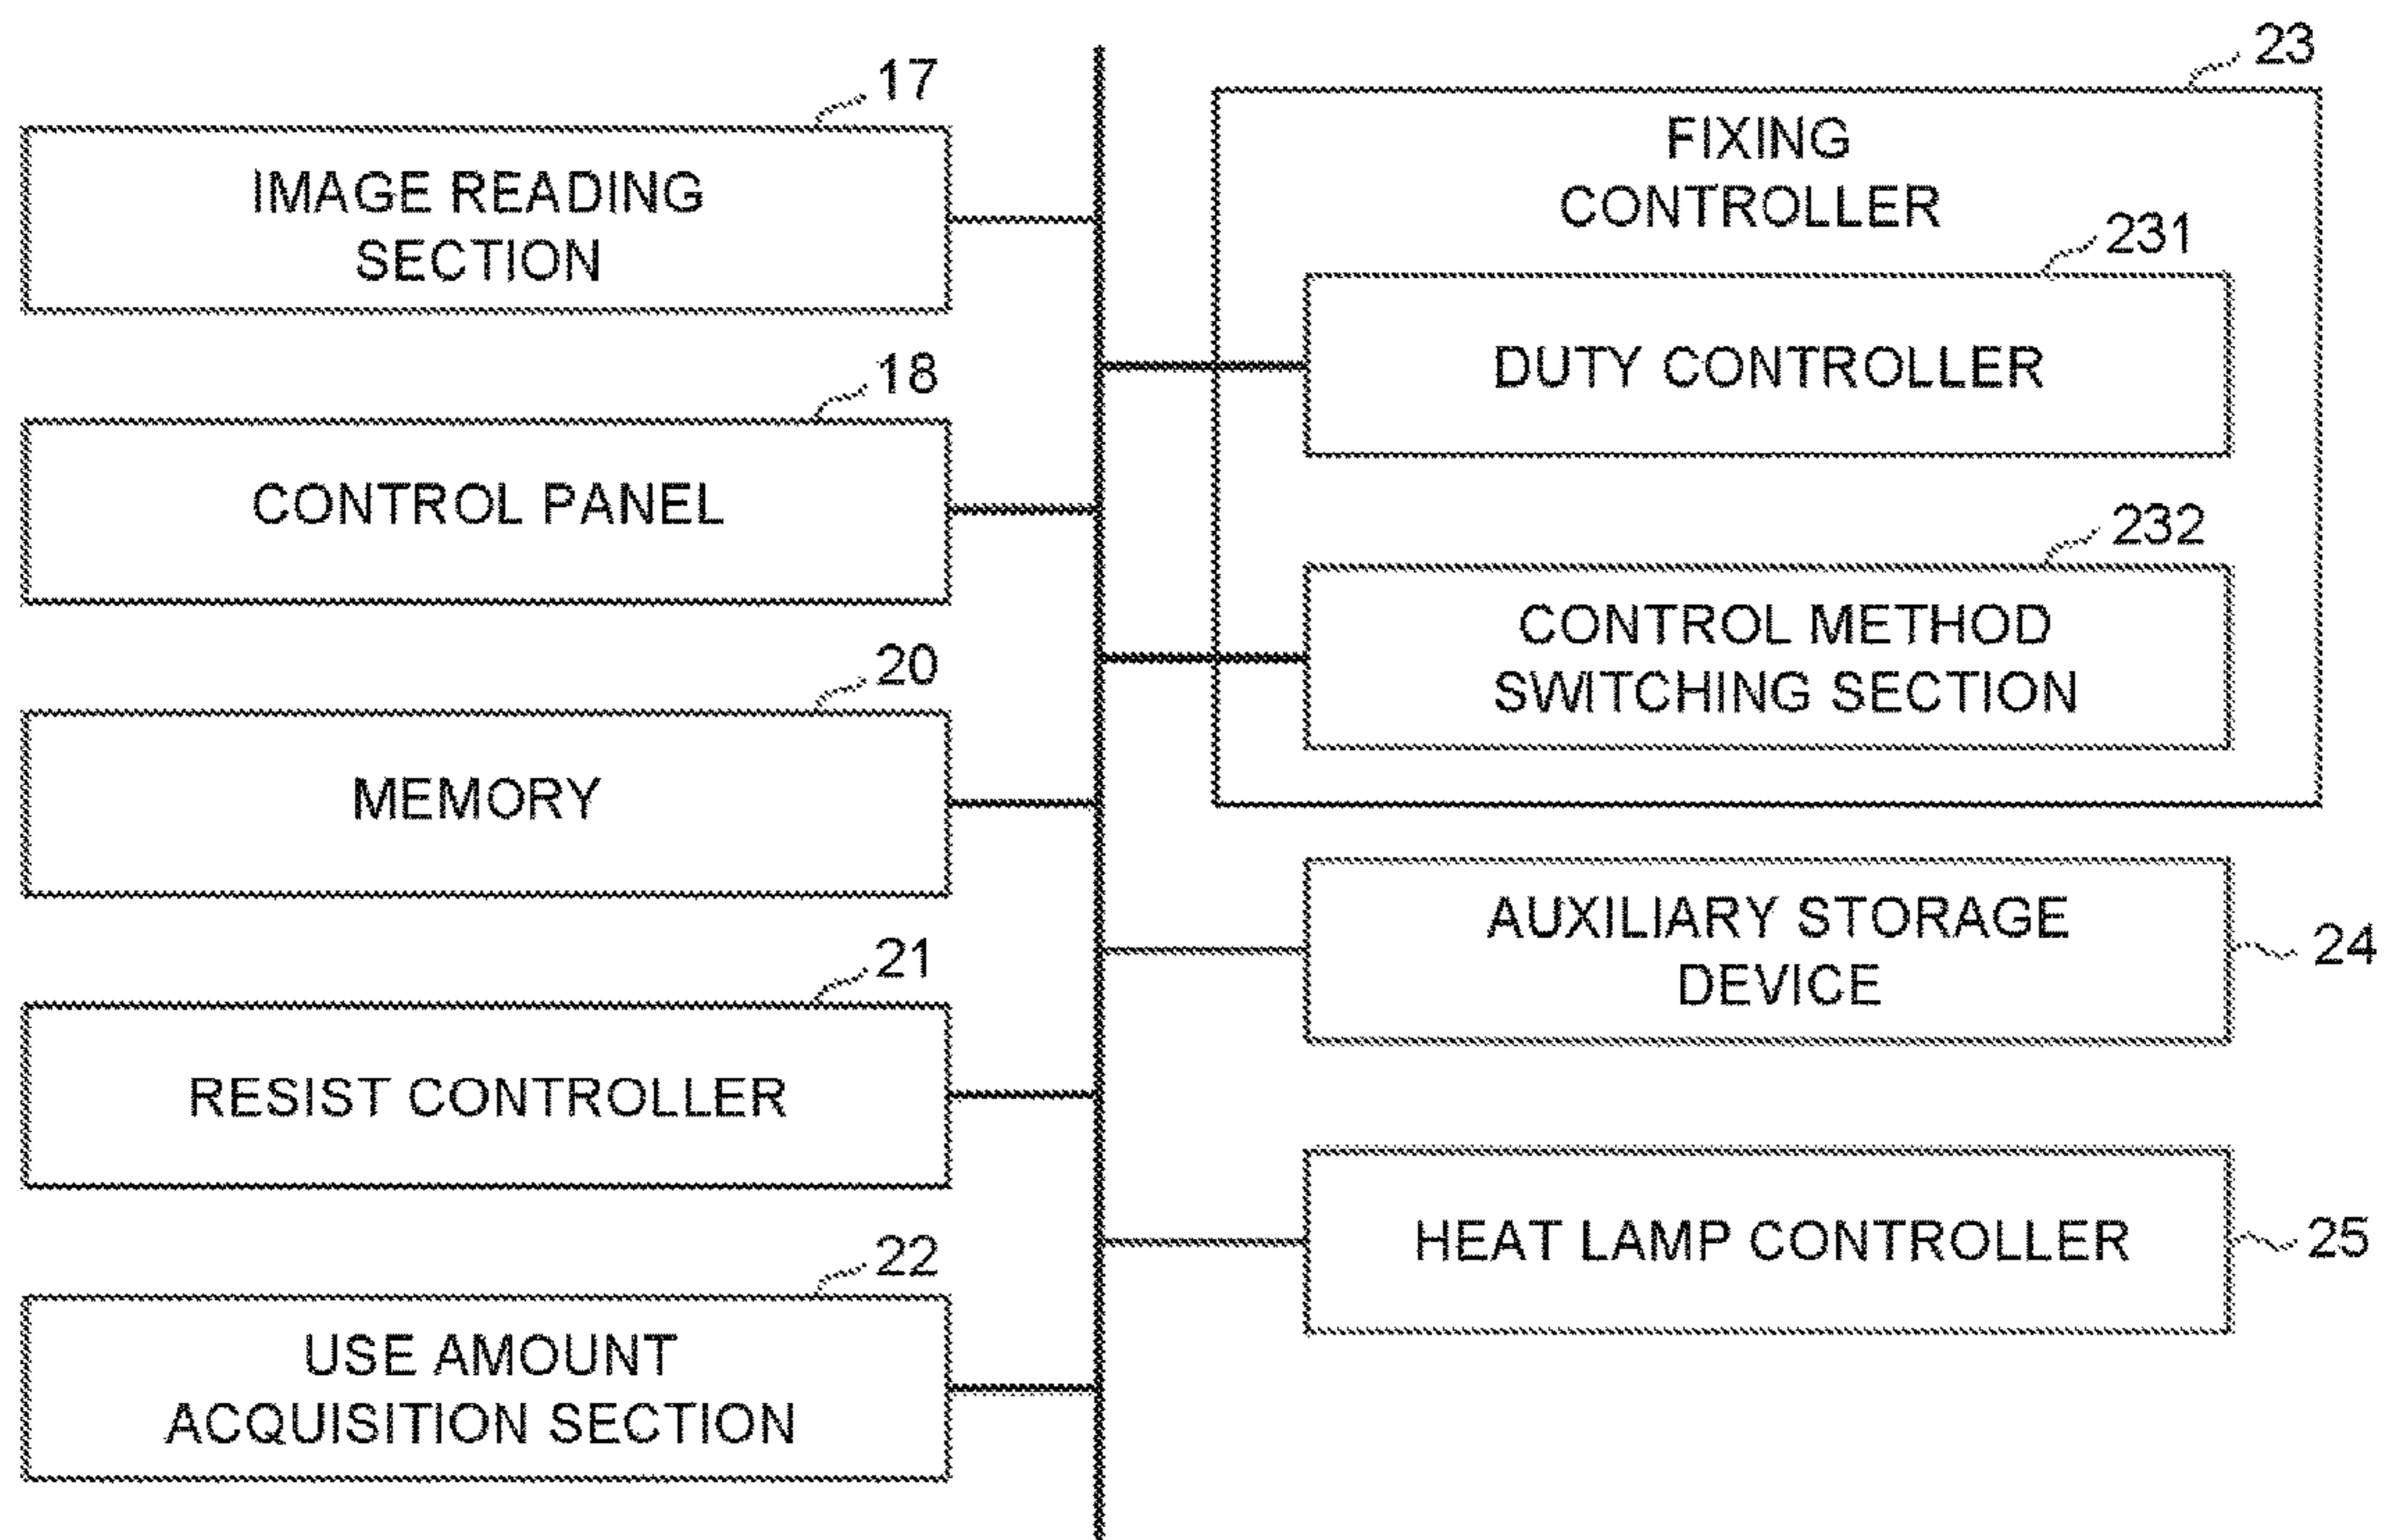 17
IMAGE READING
SECTION
18
CONTROL PANEL
20
MEMORY
21
RESIST CONTROLLER
22
USE AMOUNT
ACQUISITION SECTION
23
FIXING
CONTROLLER
231
DUTY CONTROLLER
232
CONTROL METHOD
SWITCHING SECTION
AUXILIARY STORAGE
DEVICE
24
HEAT LAMP CONTROLLER
25